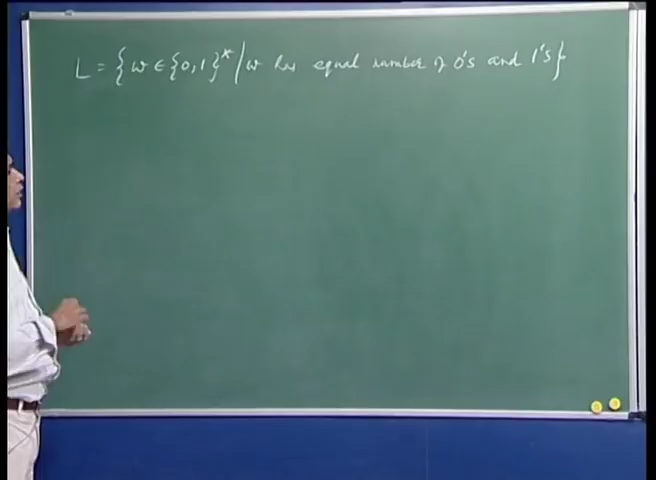 L = {w ∈ {0,1}* | w has equal number of 0's and 1's}